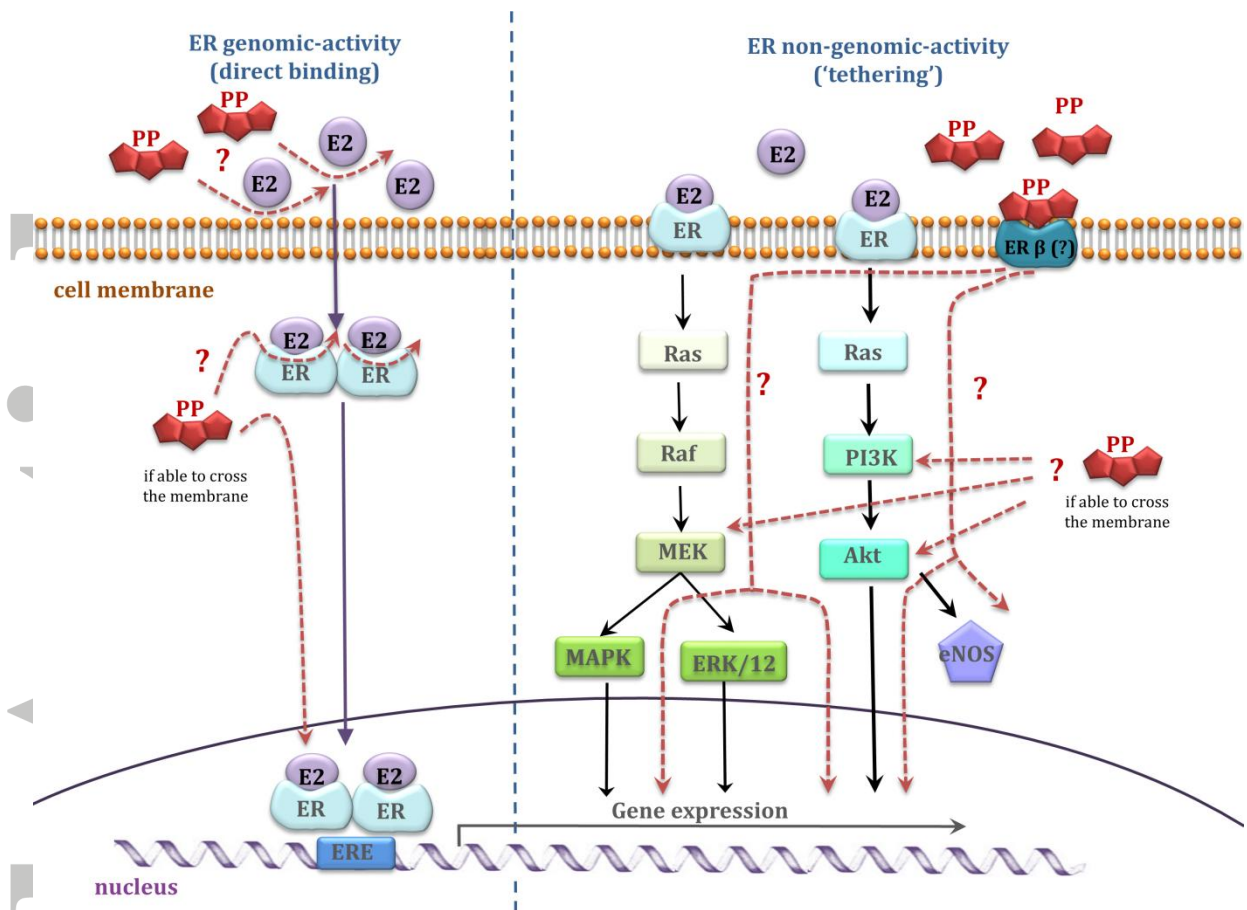 ER genomic-activity
(direct binding)
ER non-genomic-activity
(‘tethering’)
PP
PP
?
E2
E2
E2
cell membrane
E2
E2
ER
ER
?
PP
if able to cross
the membrane
E2
E2
ER
ER
ERE
nucleus
E2
E2
ER
E2
ER
PP
PP
PP
ER β (?)
Ras
Raf
MEK
MAPK
ERK/12
?
Ras
PI3K
Akt
eNOS
?
?
PP
if able to cross
the membrane
Gene expression